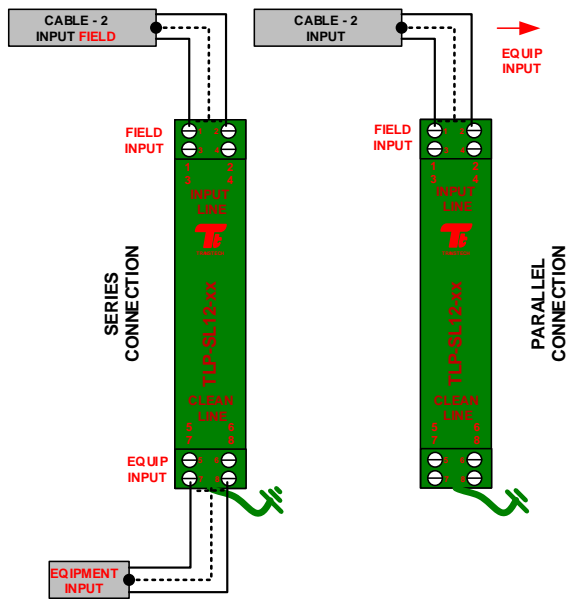 CABLE - 2
INPUT FIELD
CABLE - 2
INPUT
EQUIP
INPUT
FIELD
INPUT
1 2
3 4
INPUT
LINE
SERIES
CONNECTION
TLP-SL12-xx
CLEAN
LINE
5 6
7 8
EQUIP
INPUT
EQIPMENT
INPUT
FIELD
INPUT
1
3 4
INPUT
LINE
PARALLEL
CONNECTION
TLP-SL12-xx
CLEAN
LINE
5 6
7 8